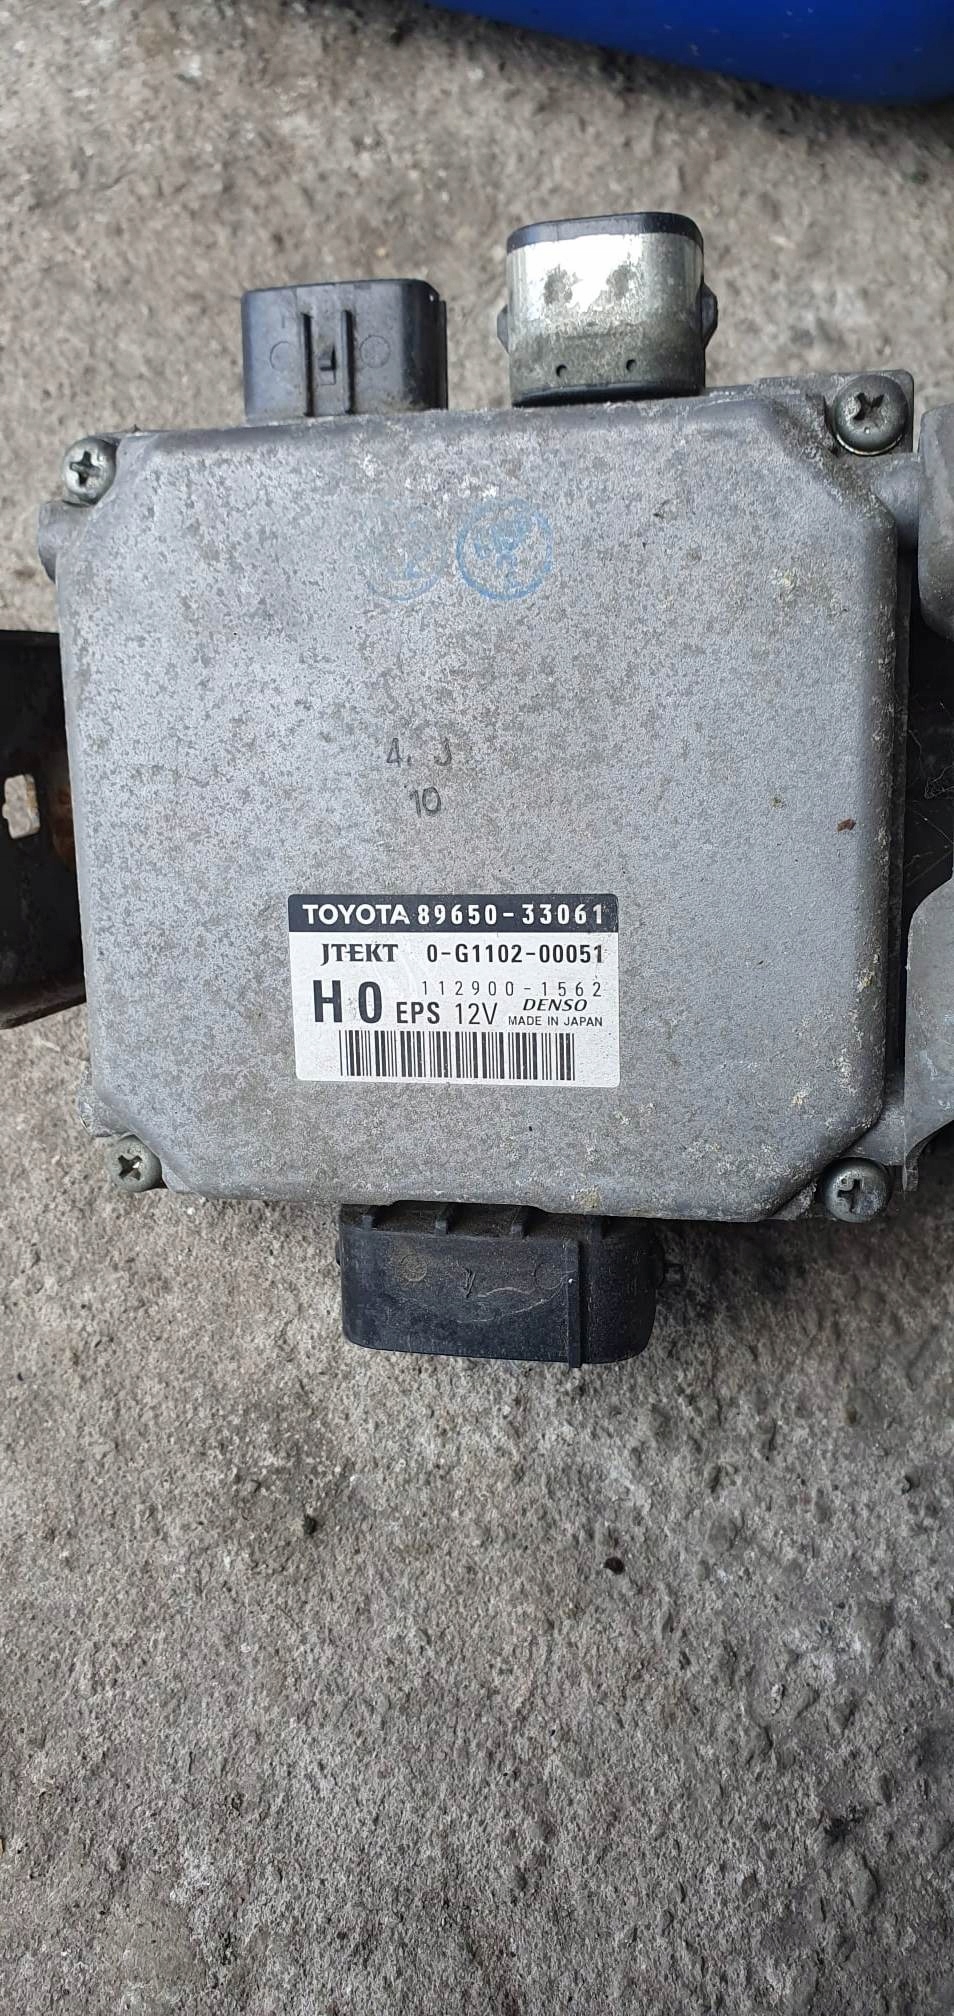 4. J
10
TOYOTA 89650-33061
JTEKT 0-G1102-00051
112900-1562
H0 EPS 12V DENSO
MADE IN JAPAN